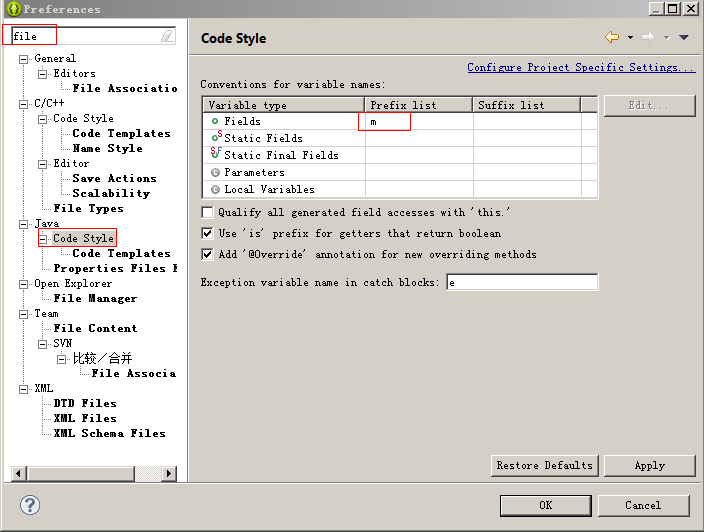 Preferences
file
General
Editors
File Associatio
C/C++
Code Style
Code Templates
Name Style
Editor
Save Actions
Scalability
File Types
Java
Code Style
Code Templates
Properties Files F
Open Explorer
File Manager
Team
File Content
SVN
比较/合并
File Associa
XML
DTD Files
XML Files
XML Schema Files
Code Style
Configure Project Specific Settings...
Conventions for variable names:
Variable type Prefix list Suffix list
Fields m
Static Fields
Static Final Fields
Parameters
Local Variables
Edit...
Qualify all generated field accesses with 'this.'
Use 'is' prefix for getters that return boolean
Add '@Override' annotation for new overriding methods
Exception variable name in catch blocks: e
Restore Defaults Apply
OK Cancel